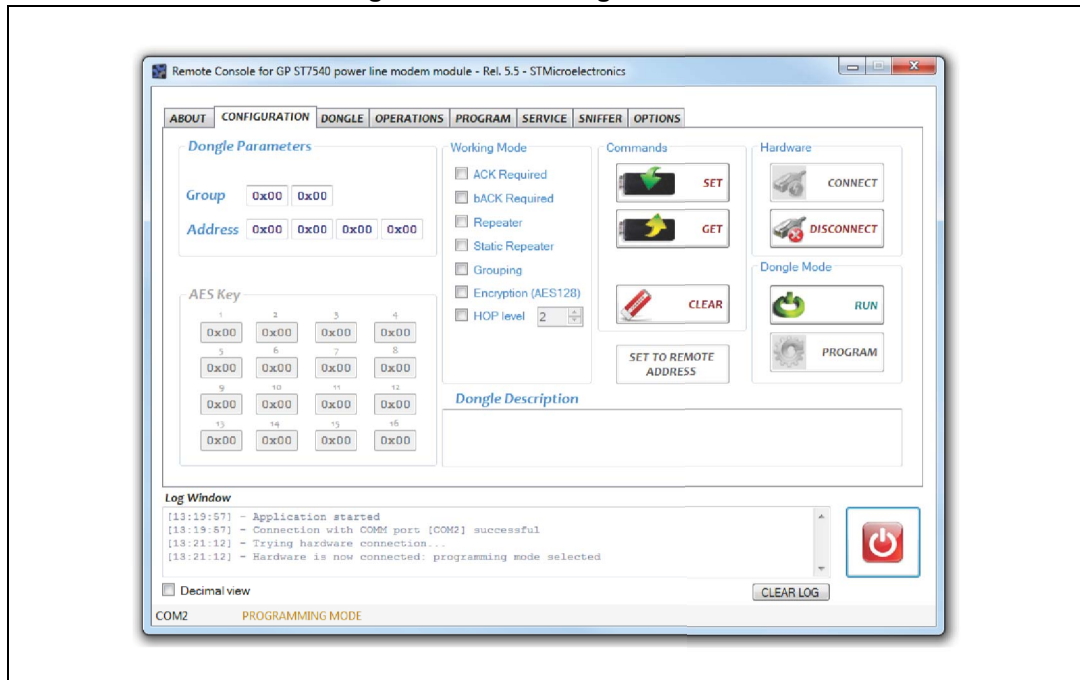 Remote Console for GP ST7540 power line modem module - Rel. 5.5 - STMicroelectronics
ABOUT CONFIGURATION DONGLE OPERATIONS PROGRAM SERVICE SNIFFER OPTIONS
Dongle Parameters
Group 0x00 0x00
Address 0x00 0x00 0x00 0x00
AES Key
1 2 3 4
0x00 0x00 0x00 0x00
5 6 7 8
0x00 0x00 0x00 0x00
9 10 11 12
0x00 0x00 0x00 0x00
13 14 15 16
0x00 0x00 0x00 0x00
Working Mode
ACK Required
bACK Required
Repeater
Static Repeater
Grouping
Encryption (AES128)
HOP level 2
Commands
SET
GET
CLEAR
SET TO REMOTE
ADDRESS
Hardware
CONNECT
DISCONNECT
Dongle Mode
RUN
PROGRAM
Dongle Description
Log Window
[13:19:57] - Application started
[13:19:57] - Connection with COMM port [COM2] successful
[13:21:12] - Trying hardware connection...
[13:21:12] - Hardware is now connected: programming mode selected
Decimal view
CLEAR LOG
COM2 PROGRAMMING MODE